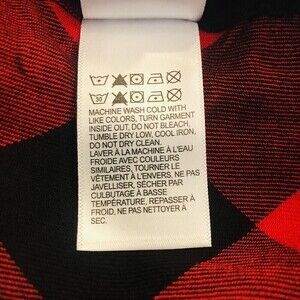 30
MACHINE WASH COLD WITH
LIKE COLORS, TURN GARMENT
INSIDE OUT, DO NOT BLEACH,
TUMBLE DRY LOW, COOL IRON,
DO NOT DRY CLEAN.
LAVER À LA MACHINE À L'EAU
FROIDE AVEC COULEURS
SIMILAIRES, TOURNER LE
VÊTEMENT À L'ENVERS, NE PAS
JAVELLISER, SÉCHER PAR
CULBUTAGE À BASSE
TEMPÉRATURE, REPASSER À
FROID, NE PAS NETTOYER À
SEC.